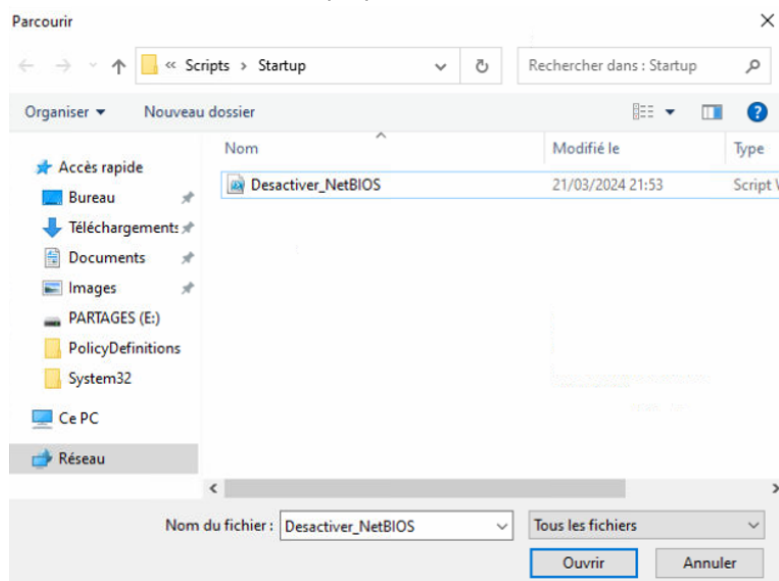 Parcourir
« Scripts > Startup
Rechercher dans : Startup
Organiser
Nouveau dossier
Nom
Modifié le
Type
Accès rapide
Bureau
Téléchargements
Documents
Images
PARTAGES (E:)
PolicyDefinitions
System32
Ce PC
Réseau
Desactiver_NetBIOS
21/03/2024 21:53
Script
Nom du fichier :
Desactiver_NetBIOS
Tous les fichiers
Ouvrir
Annuler